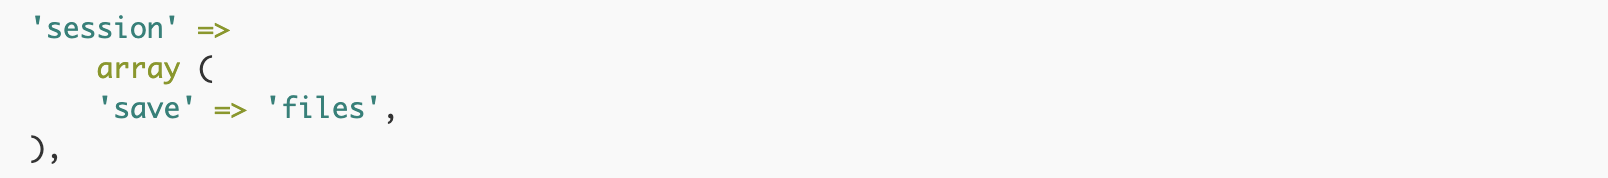 'session' =>
    array (
    'save' => 'files',
),